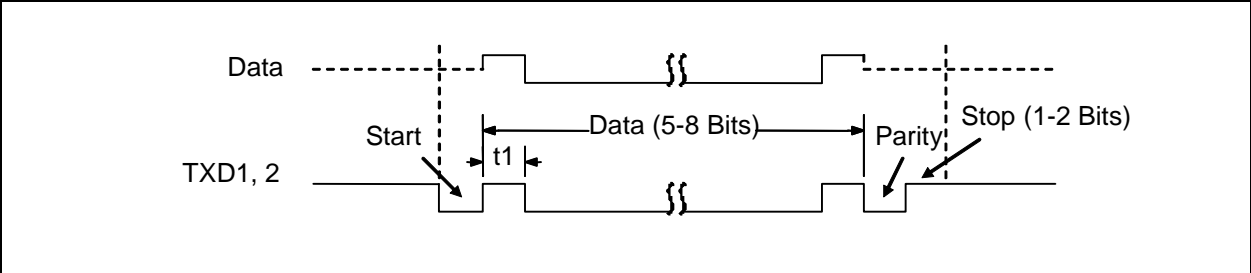 Data
Data (5-8 Bits)
Stop (1-2 Bits)
Start
Parity
t1
TXD1, 2